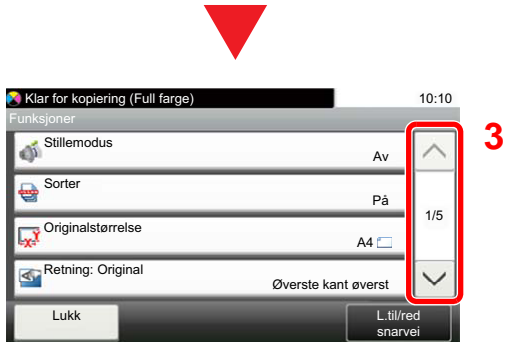 Klar for kopiering (Full farge)
10:10
Funksjoner
Stillemodus
Av
Sorter
På
Originalstørrelse
A4
Retning: Original
Øverste kant øverst
1/5
3
Lukk
L.til/red
snarvei